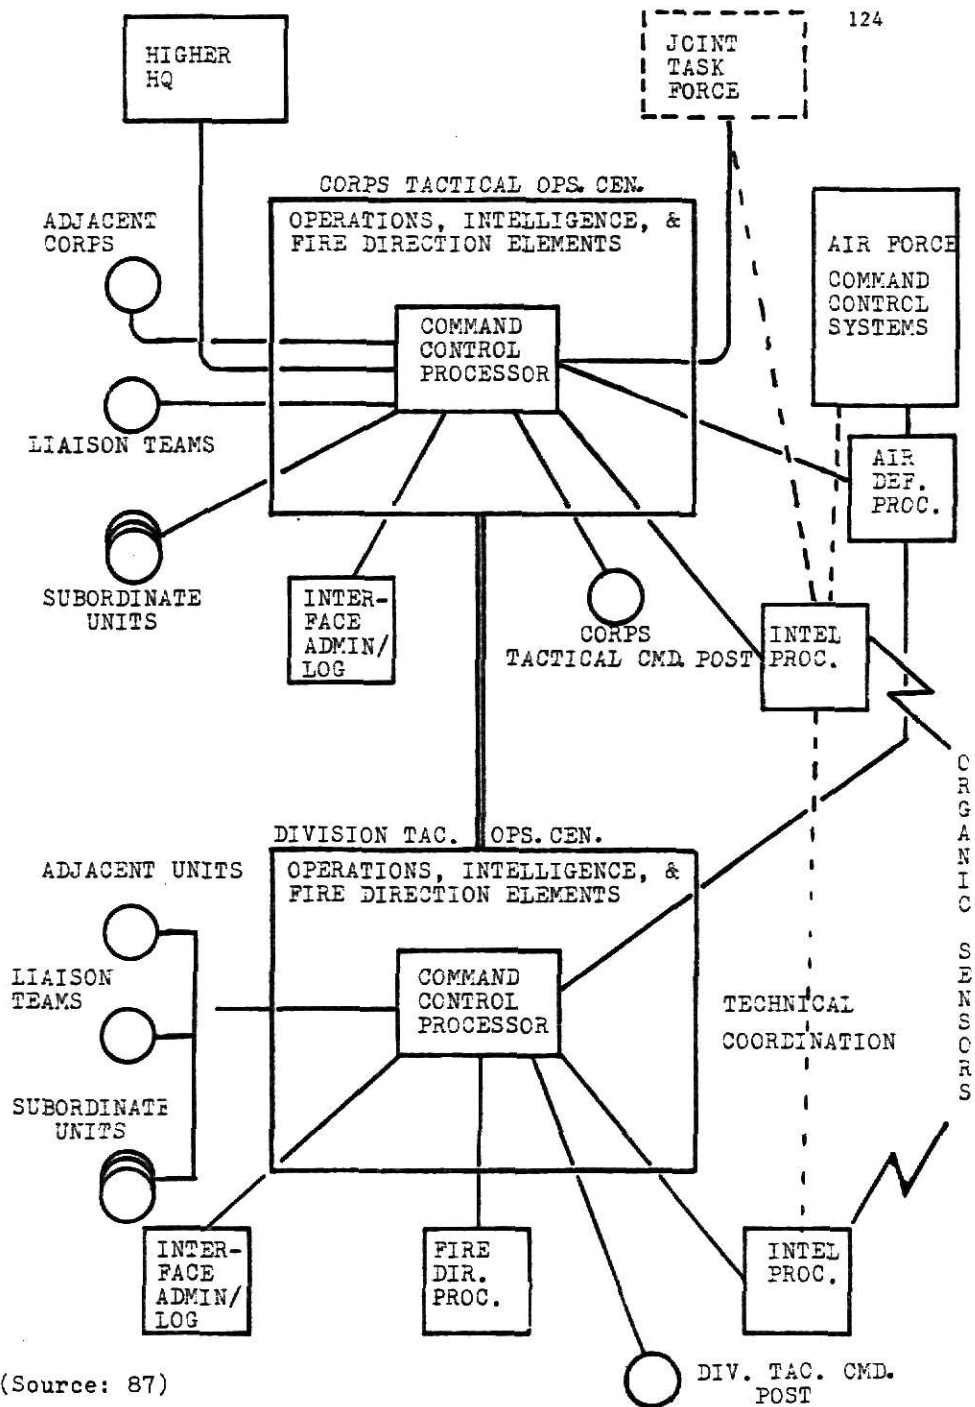 124
HIGHER
HQ
JOINT
TASK
FORCE
CORPS TACTICAL OPS. CEN.
OPERATIONS, INTELLIGENCE, &
FIRE DIRECTION ELEMENTS
ADJACENT
CORPS
AIR FORCE
COMMAND
CONTROL
SYSTEMS
COMMAND
CONTROL
PROCESSOR
LIAISON TEAMS
AIR
DEF.
PROC.
SUBORDINATE
UNITS
INTER-
FACE
ADMIN/
LOG
CORPS
TACTICAL CMD. POST
INTEL
PROC.
ORGANIC SENSORS
DIVISION TAC. OPS. CEN.
OPERATIONS, INTELLIGENCE, &
FIRE DIRECTION ELEMENTS
ADJACENT UNITS
LIAISON
TEAMS
COMMAND
CONTROL
PROCESSOR
TECHNICAL
COORDINATION
SUBORDINATE
UNITS
INTER-
FACE
ADMIN/
LOG
FIRE
DIR.
PROC.
INTEL
PROC.
DIV. TAC. CMD.
POST
(Source: 87)